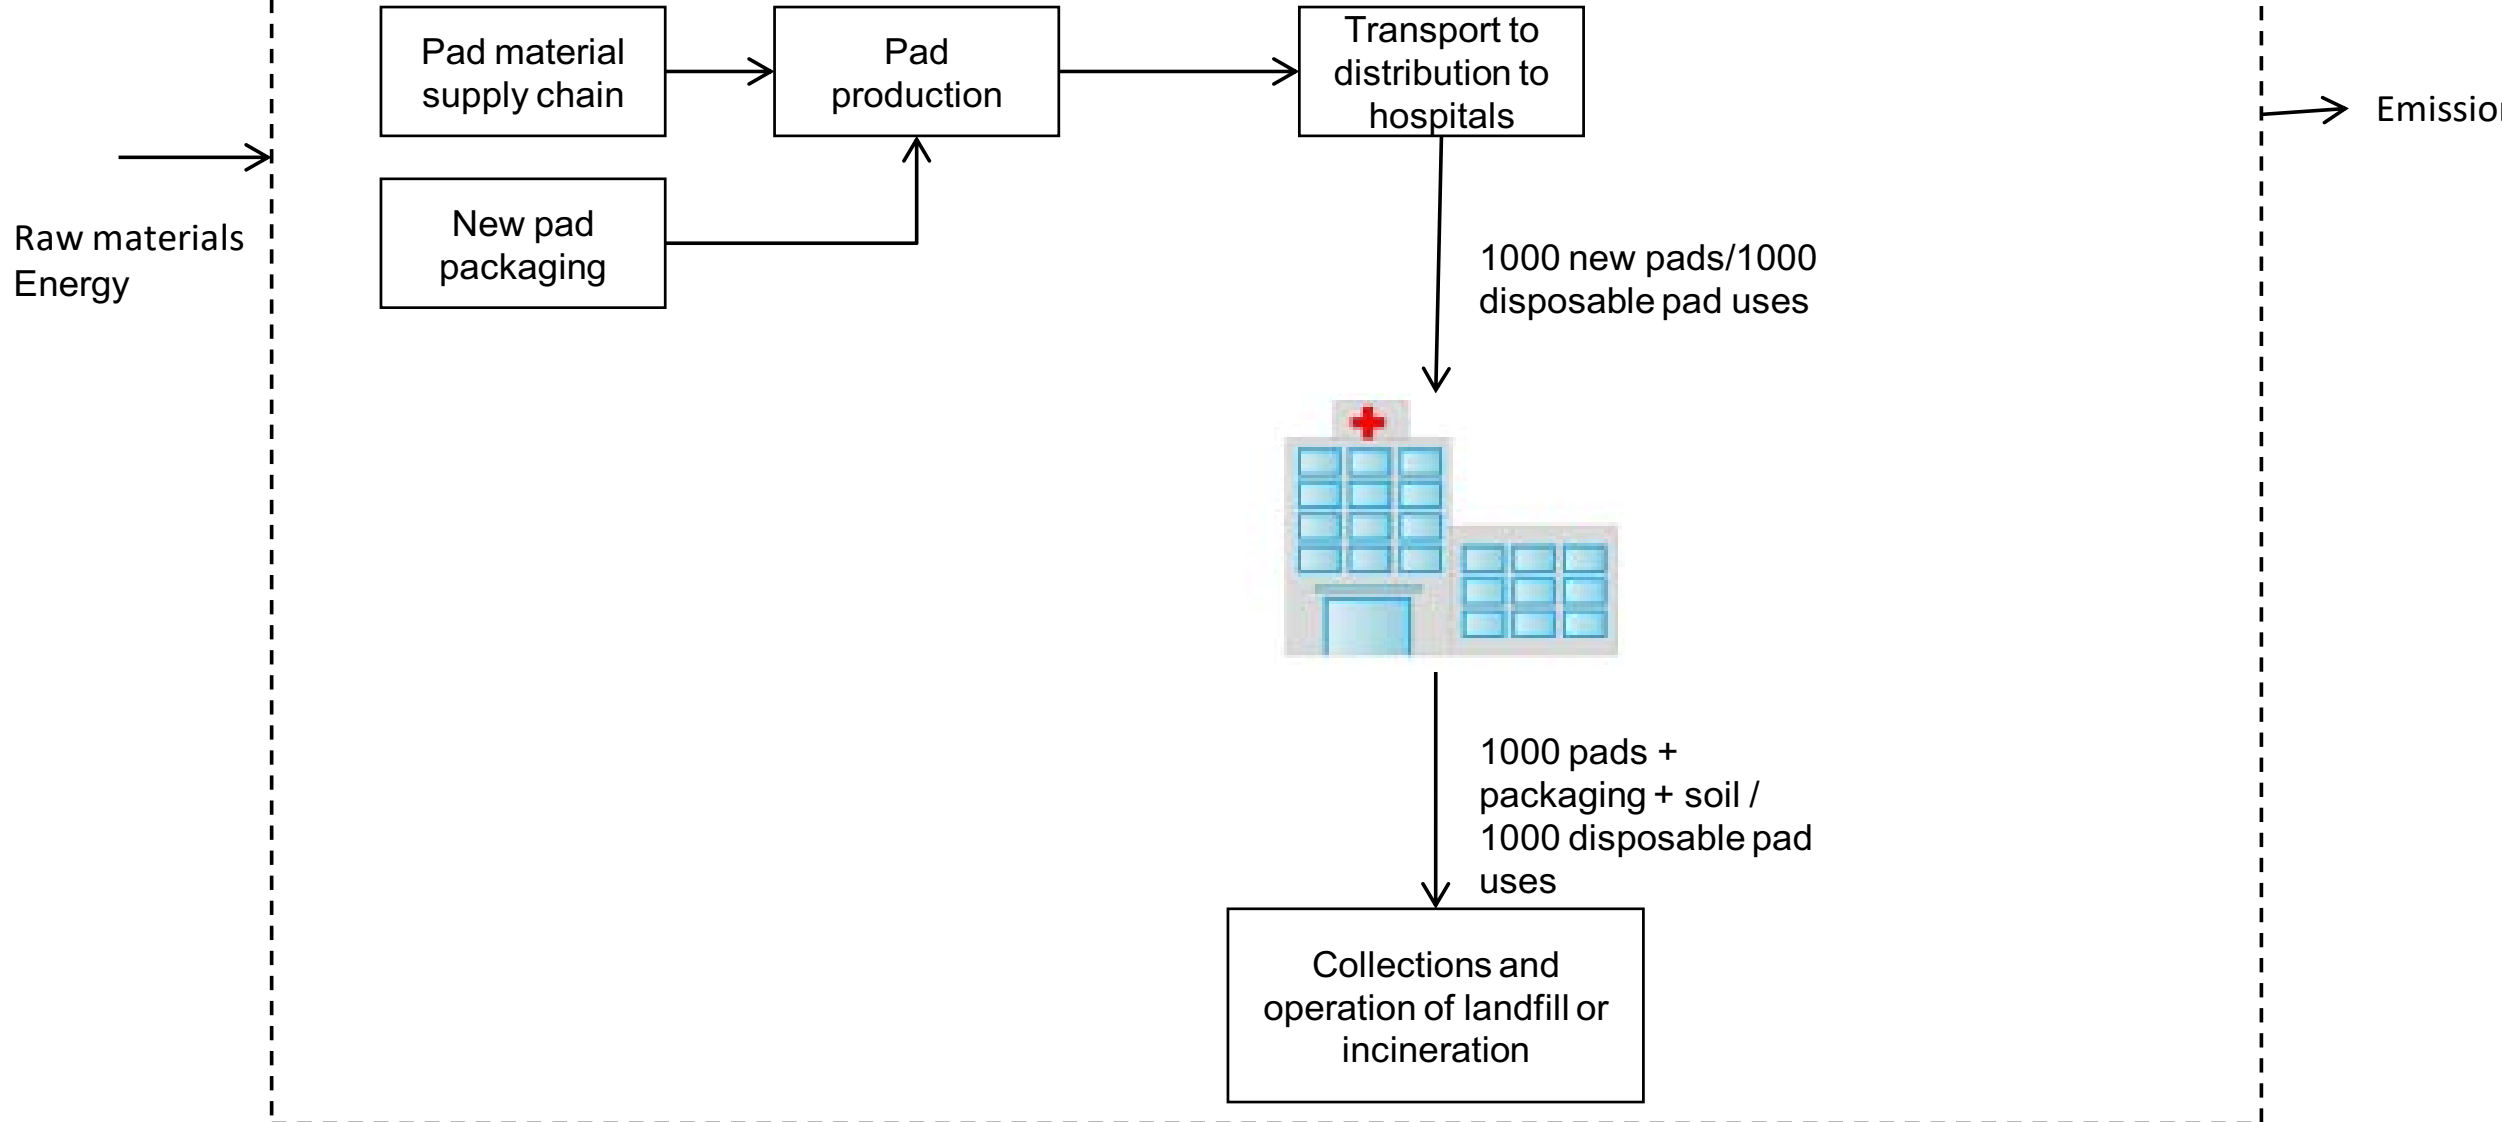 Pad material
supply chain
Pad
production
Transport to
distribution to
hospitals
New pad
packaging
Raw materials
Energy
1000 new pads/1000
disposable pad uses
1000 pads +
packaging + soil /
1000 disposable pad
uses
Collections and
operation of landfill or
incineration